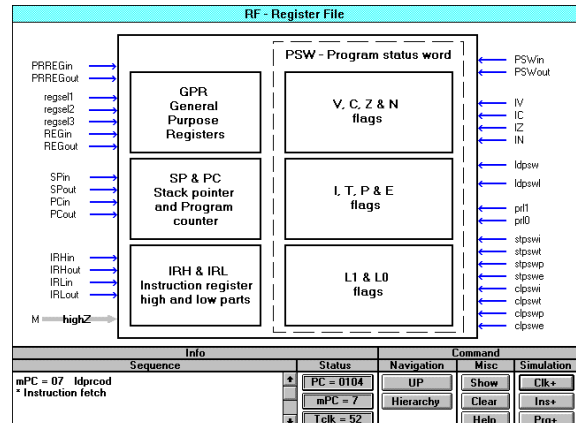 RF - Register File
PSW - Program status word
PRREGin
PRREGout
regsel1
regsel2
regsel3
REGin
REGout
SPin
SPout
PCin
PCout
IRHin
IRHout
IRLin
IRLout
M highZ
GPR
General
Purpose
Registers
SP & PC
Stack pointer
and Program
counter
IRH & IRL
Instruction register
high and low parts
V, C, Z & N
flags
I, T, P & E
flags
L1 & L0
flags
PSWin
PSWout
IV
IC
IZ
IN
ldpsw
ldpswl
prl1
prl0
stpswi
stpswt
stpswp
stpswe
clpswi
clpswt
clpswp
clpswe
Info Command
Sequence Status Navigation Misc Simulation
mPC = 07 ldprcod
* Instruction fetch
PC = 0104 UP Show Clk+
mPC = 7 Hierarchy Clear Ins+
Tclk = 52 Help Prg+